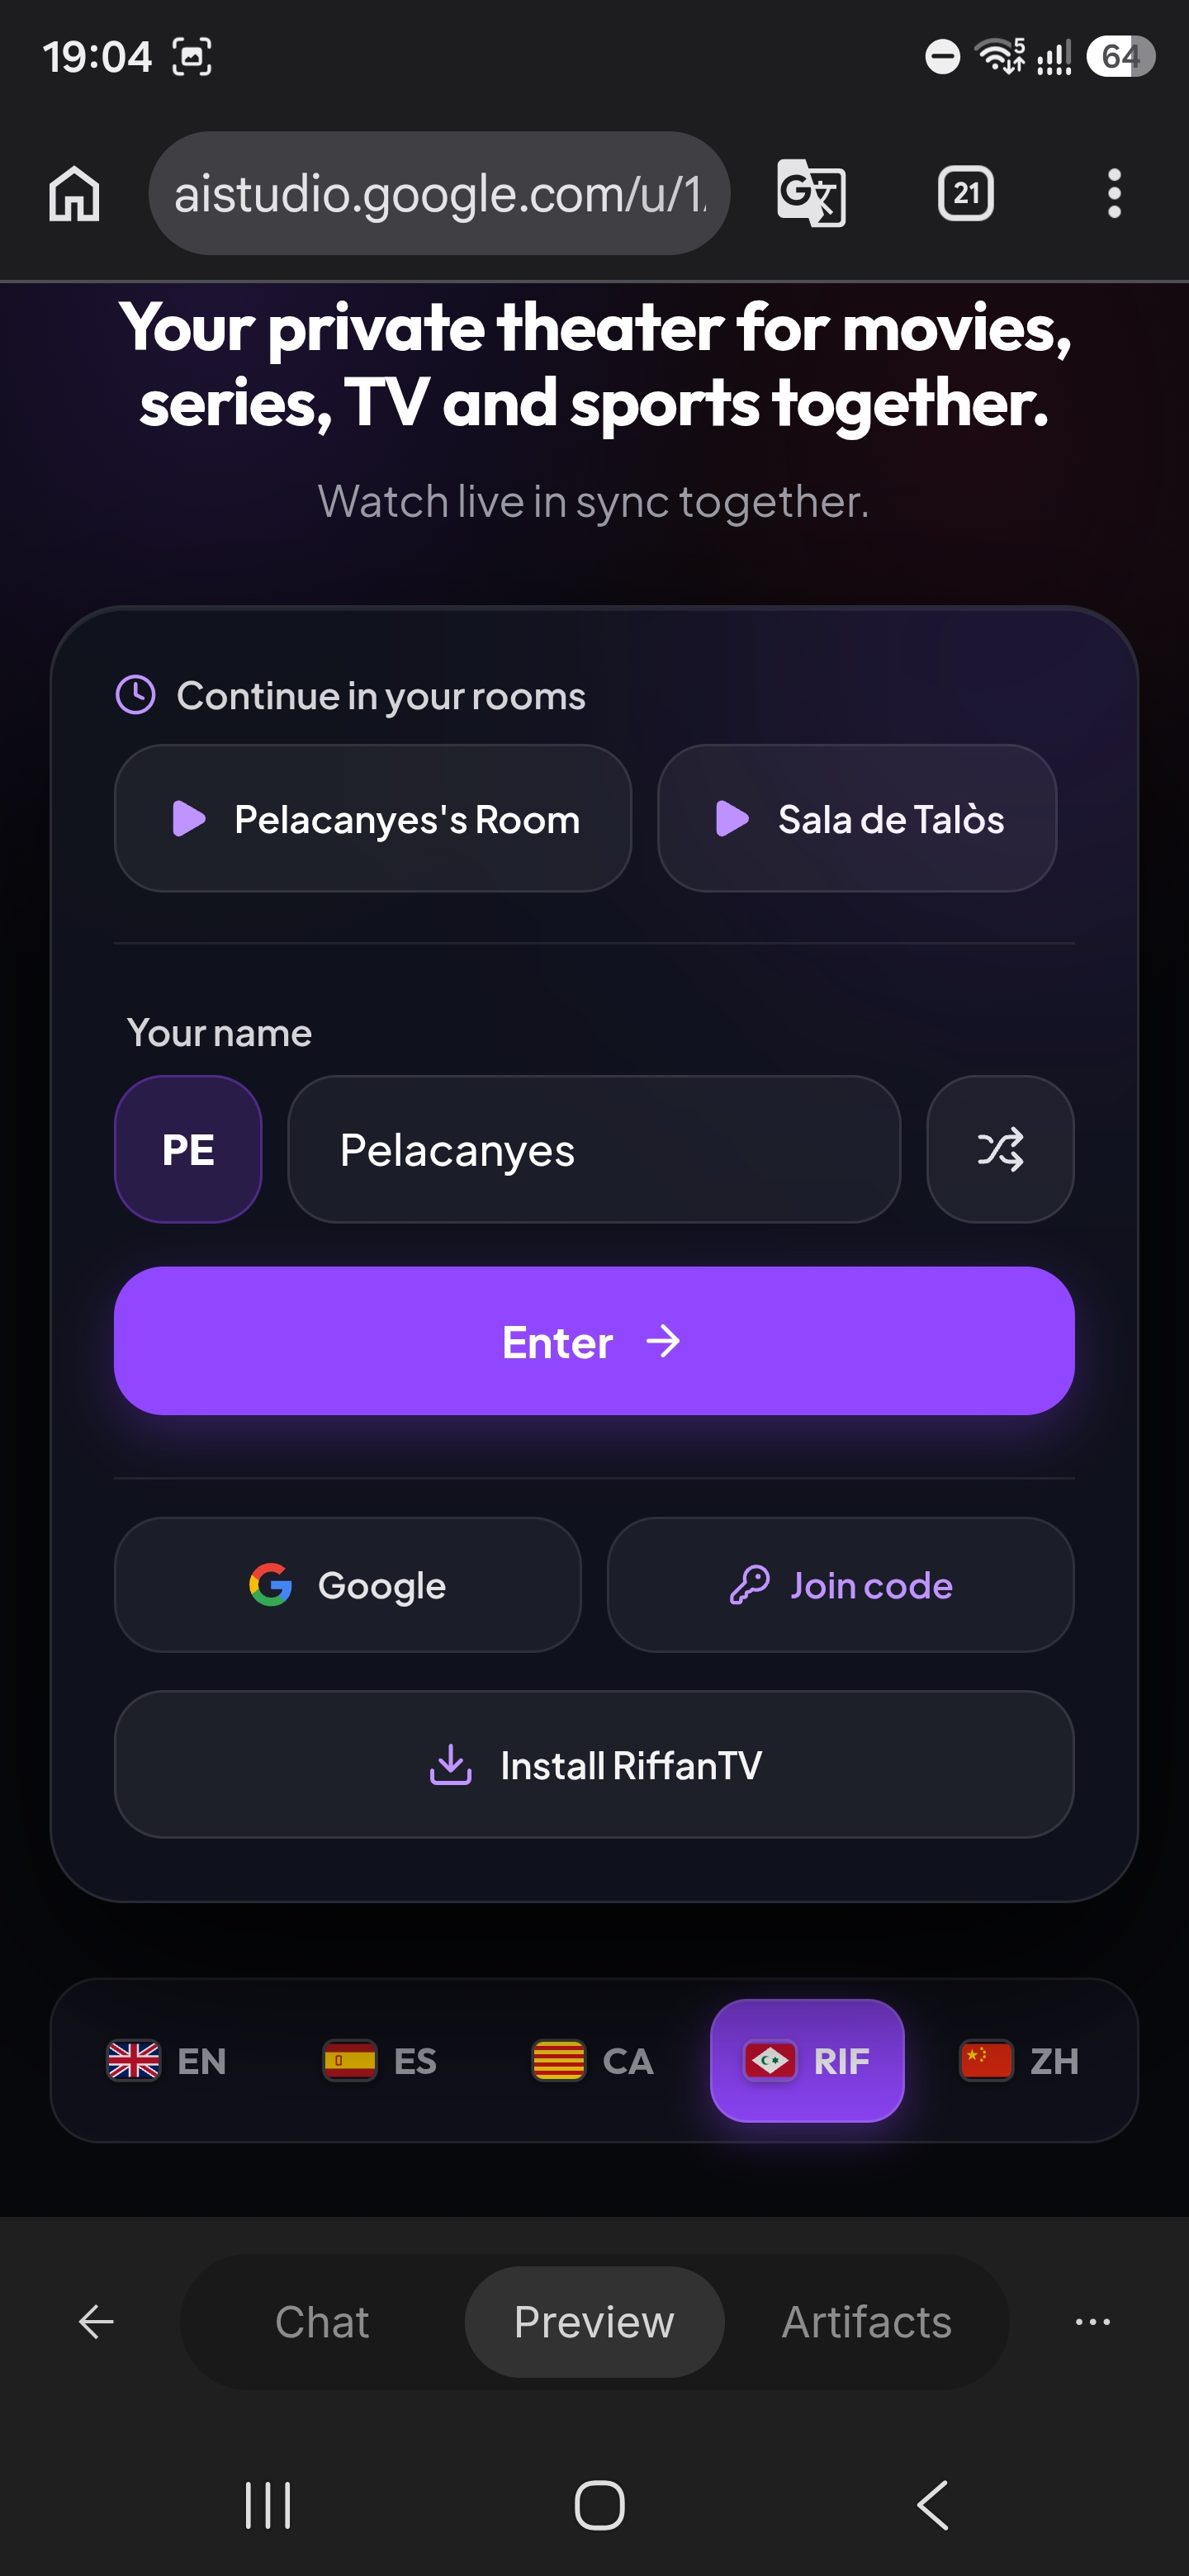 19:04
5
64
aistudio.google.com/u/1
21
Your private theater for movies,
series, TV and sports together.
Watch live in sync together.
Continue in your rooms
Pelacanyes's Room
Sala de Talòs
Your name
PE
Pelacanyes
Enter
Google
Join code
Install RiffanTV
EN
ES
CA
RIF
ZH
Chat
Preview
Artifacts